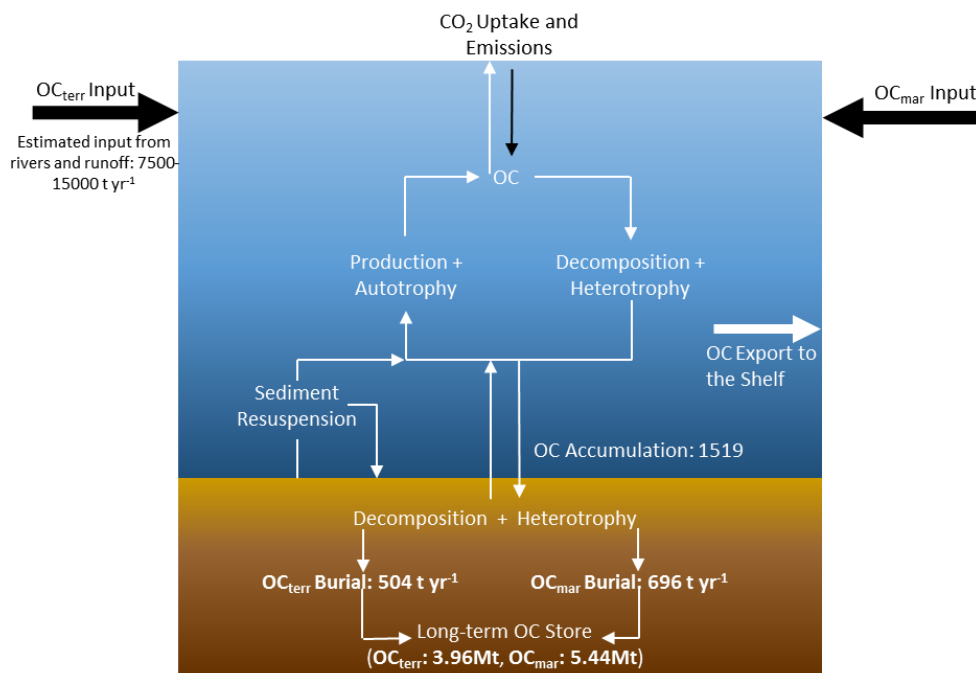 CO₂ Uptake and
Emissions
OCterr Input
Estimated input from
rivers and runoff: 7500-
15000 t yr⁻¹
OCmar Input
OC
Production +
Autotrophy
Decomposition +
Heterotrophy
OC Export to
the Shelf
Sediment
Resuspension
OC Accumulation: 1519
Decomposition + Heterotrophy
OCterr Burial: 504 t yr⁻¹
OCmar Burial: 696 t yr⁻¹
Long-term OC Store
(OCterr: 3.96Mt, OCmar: 5.44Mt)